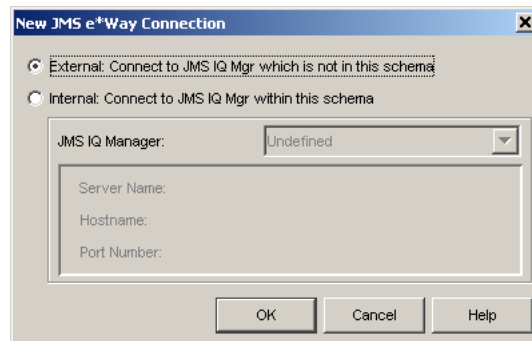 New JMS e*Way Connection
External: Connect to JMS IQ Mgr which is not in this schema
Internal: Connect to JMS IQ Mgr within this schema
JMS IQ Manager: Undefined
Server Name:
Hostname:
Port Number:
OK Cancel Help